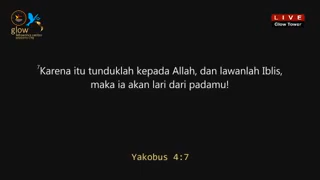 glow
LIVE
Glow Tower
7Karena itu tunduklah kepada Allah, dan lawanlah Iblis,
maka ia akan lari dari padamu!
Yakobus 4:7